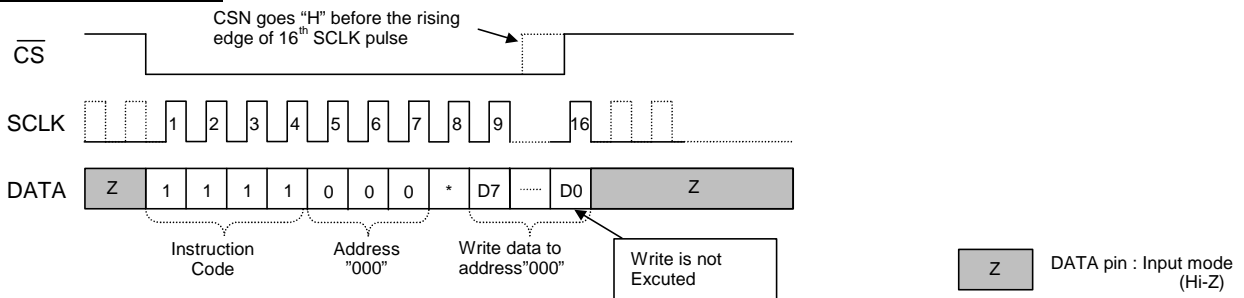 CSN goes “H” before the rising
edge of 16th SCLK pulse
CS
SCLK 1 2 3 4 5 6 7 8 9 16
DATA Z 1 1 1 1 0 0 0 * D7 ...... D0 Z
Instruction
Code
Address
"000"
Write data to
address"000"
Write is not
Excuted
Z DATA pin : Input mode
(Hi-Z)